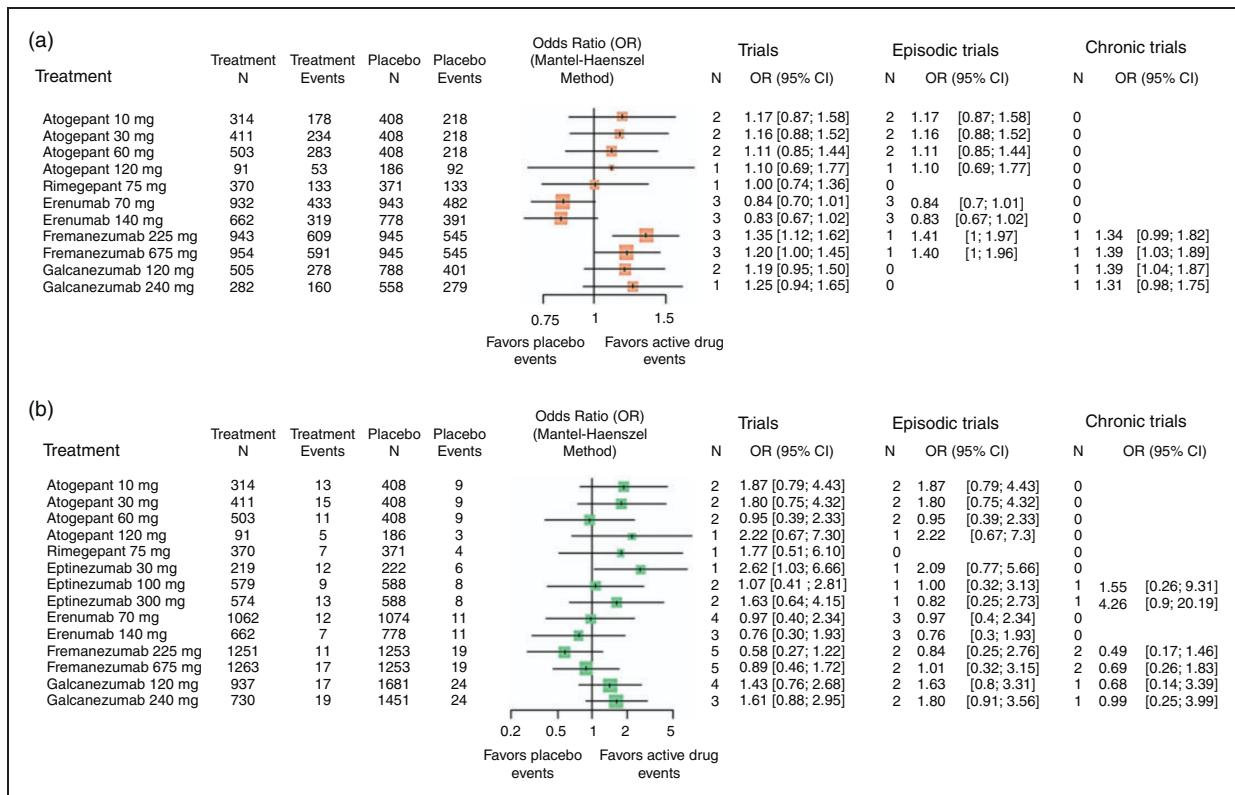 (a)
Treatment Treatment N Treatment Events Placebo N Placebo Events Odds Ratio (OR) (Mantel-Haenszel Method) Trials N OR (95% CI) Episodic trials N OR (95% CI) Chronic trials N OR (95% CI)
Atogepant 10 mg 314 178 408 218 2 1.17 [0.87; 1.58] 2 1.17 [0.87; 1.58] 0
Atogepant 30 mg 411 234 408 218 2 1.16 (0.88; 1.52] 2 1.16 (0.88; 1.52] 0
Atogepant 60 mg 503 283 408 218 2 1.11 (0.85; 1.44] 2 1.11 (0.85; 1.44] 0
Atogepant 120 mg 91 53 186 92 1 1.10 [0.69; 1.77] 1 1.10 [0.69; 1.77] 0
Rimegepant 75 mg 370 133 371 133 1 1.00 [0.74; 1.36] 0 0
Erenumab 70 mg 932 433 943 482 3 0.84 [0.70; 1.01] 3 0.84 [0.7; 1.01] 0
Erenumab 140 mg 662 319 778 391 3 0.83 [0.67; 1.02] 3 0.83 [0.67; 1.02] 0
Fremanezumab 225 mg 943 609 945 545 3 1.35 [1.12; 1.62] 1 1.41 [1; 1.97] 1 1.34 [0.99; 1.82]
Fremanezumab 675 mg 954 591 945 545 3 1.20 [1.00; 1.45] 1 1.40 [1; 1.96] 1 1.39 [1.03; 1.89]
Galcanezumab 120 mg 505 278 788 401 2 1.19 [0.95; 1.50] 0 1 1.39 [1.04; 1.87]
Galcanezumab 240 mg 282 160 558 279 1 1.25 [0.94; 1.65] 0 1 1.31 [0.98; 1.75]
0.75 1 1.5
Favors placebo events Favors active drug events
(b)
Treatment Treatment N Treatment Events Placebo N Placebo Events Odds Ratio (OR) (Mantel-Haenszel Method) Trials N OR (95% CI) Episodic trials N OR (95% CI) Chronic trials N OR (95% CI)
Atogepant 10 mg 314 13 408 9 2 1.87 [0.79; 4.43] 2 1.87 [0.79; 4.43] 0
Atogepant 30 mg 411 15 408 9 2 1.80 [0.75; 4.32] 2 1.80 [0.75; 4.32] 0
Atogepant 60 mg 503 11 408 9 2 0.95 [0.39; 2.33] 2 0.95 [0.39; 2.33] 0
Atogepant 120 mg 91 5 186 3 1 2.22 [0.67; 7.30] 1 2.22 [0.67; 7.3] 0
Rimegepant 75 mg 370 7 371 4 1 1.77 [0.51; 6.10] 0 0
Eptinezumab 30 mg 219 12 222 6 1 2.62 [1.03; 6.66] 1 2.09 [0.77; 5.66] 0
Eptinezumab 100 mg 579 9 588 8 2 1.07 [0.41 ; 2.81] 1 1.00 [0.32; 3.13] 1 1.55 [0.26; 9.31]
Eptinezumab 300 mg 574 13 588 8 2 1.63 [0.64; 4.15] 1 0.82 [0.25; 2.73] 1 4.26 [0.9; 20.19]
Erenumab 70 mg 1062 12 1074 11 4 0.97 [0.40; 2.34] 3 0.97 [0.4; 2.34] 0
Erenumab 140 mg 662 7 778 11 3 0.76 [0.30; 1.93] 3 0.76 [0.3; 1.93] 0
Fremanezumab 225 mg 1251 11 1253 19 5 0.58 [0.27; 1.22] 2 0.84 [0.25; 2.76] 2 0.49 [0.17; 1.46]
Fremanezumab 675 mg 1263 17 1253 19 5 0.89 [0.46; 1.72] 2 1.01 [0.32; 3.15] 2 0.69 [0.26; 1.83]
Galcanezumab 120 mg 937 17 1681 24 4 1.43 [0.76; 2.68] 2 1.63 [0.8; 3.31] 1 0.68 [0.14; 3.39]
Galcanezumab 240 mg 730 19 1451 24 3 1.61 [0.88; 2.95] 2 1.80 [0.91; 3.56] 1 0.99 [0.25; 3.99]
0.2 0.5 1 2 5
Favors placebo events Favors active drug events